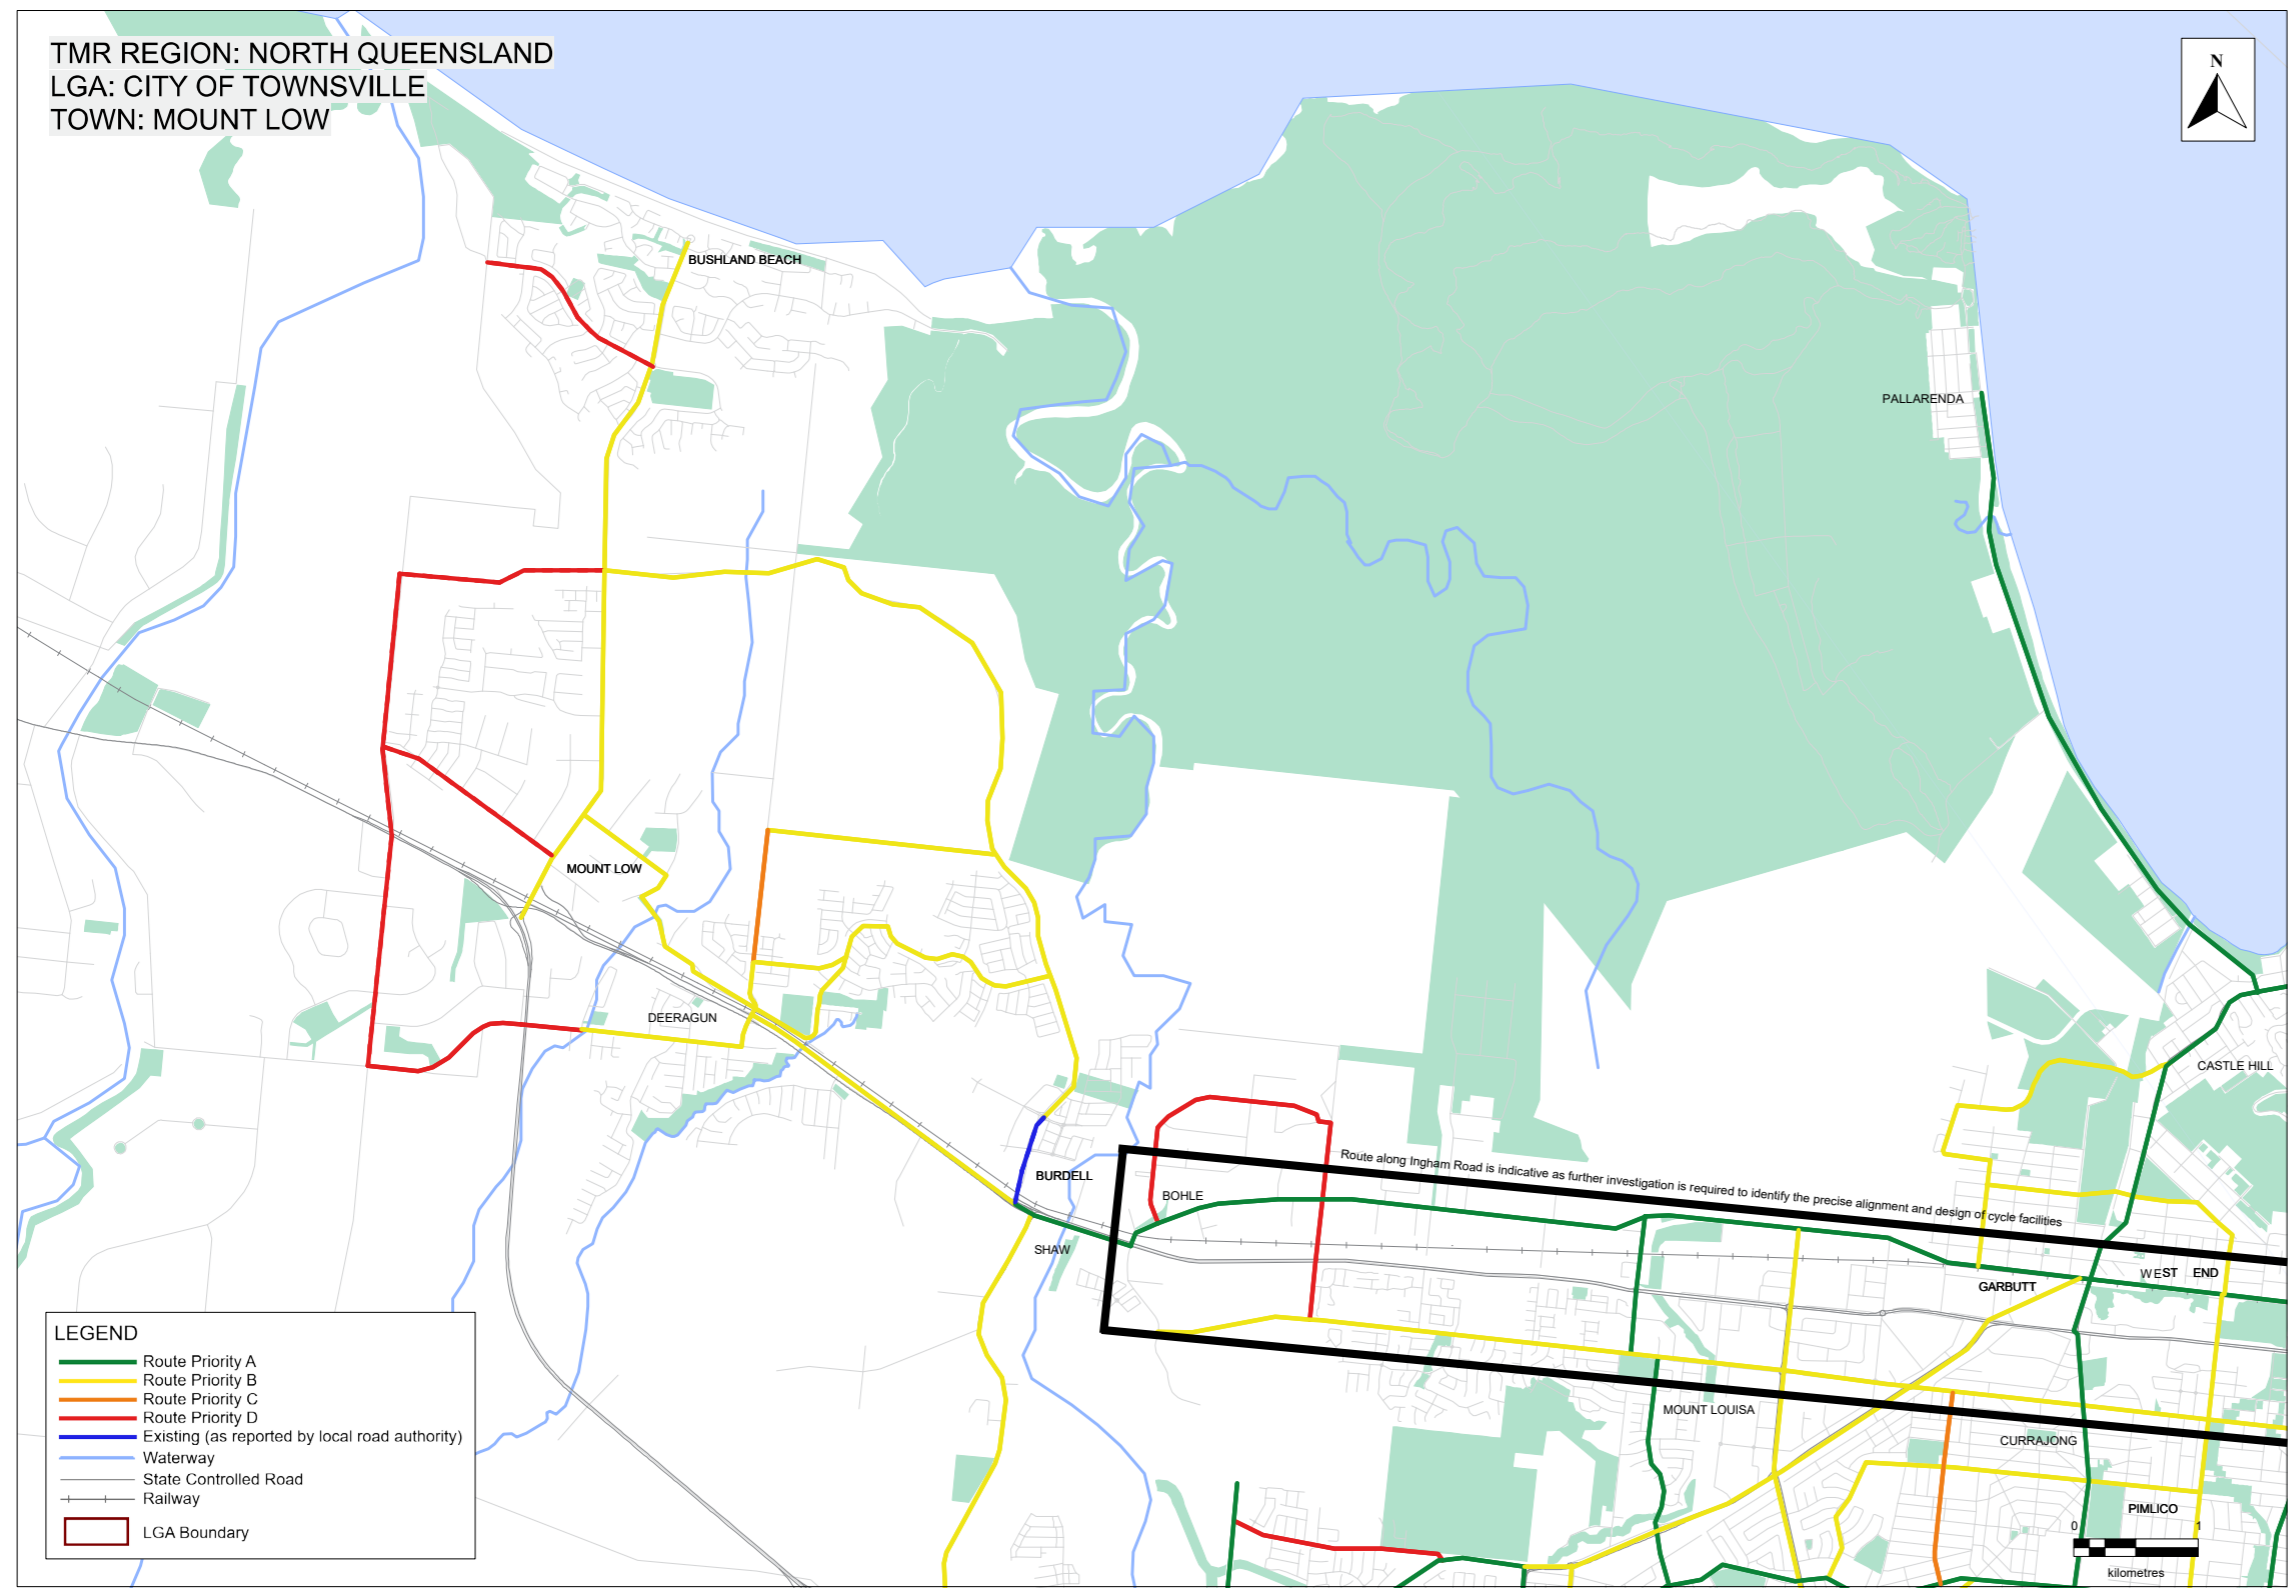 TMR REGION: NORTH QUEENSLAND
LGA: CITY OF TOWNSVILLE
TOWN: MOUNT LOW
N
BUSHLAND BEACH
PALLARENDA
MOUNT LOW
DEERAGUN
CASTLE HILL
Route along Ingham Road is indicative as further investigation is required to identify the precise alignment and design of cycle facilities
BURDELL
BOHLE
SHAW
WEST END
GARBUTT
MOUNT LOUISA
CURRAJONG
PIMLICO
LEGEND
Route Priority A
Route Priority B
Route Priority C
Route Priority D
Existing (as reported by local road authority)
Waterway
State Controlled Road
Railway
LGA Boundary
0 1
kilometres